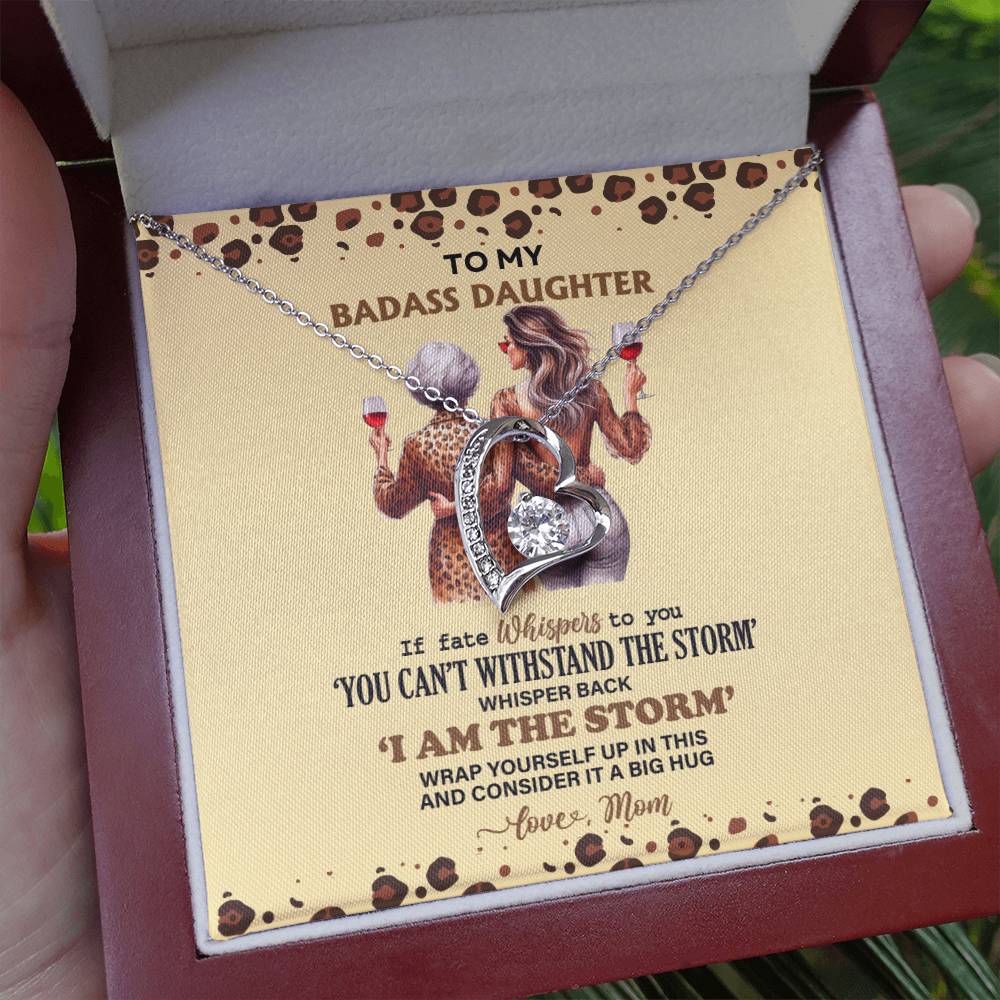 TO MY
BADASS DAUGHTER
If fate Whispers to you
‘YOU CAN’T WITHSTAND THE STORM’
WHISPER BACK
‘I AM THE STORM’
WRAP YOURSELF UP IN THIS
AND CONSIDER IT A BIG HUG
Love, Mom